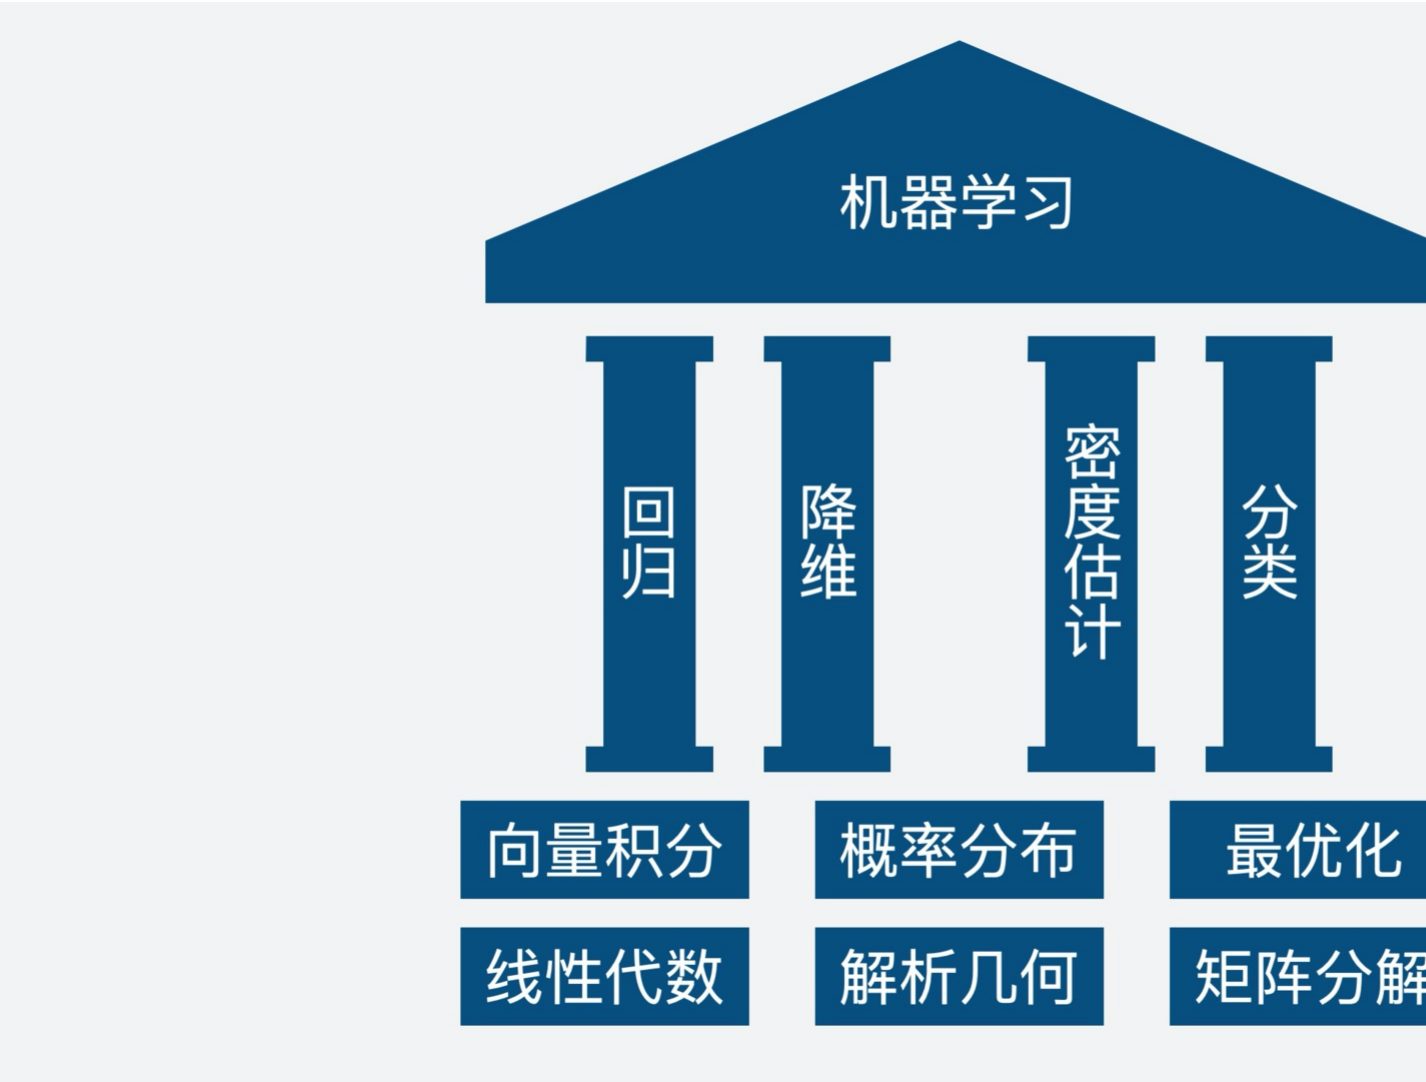 机器学习
回归
降维
密度估计
分类
向量积分
概率分布
最优化
线性代数
解析几何
矩阵分解